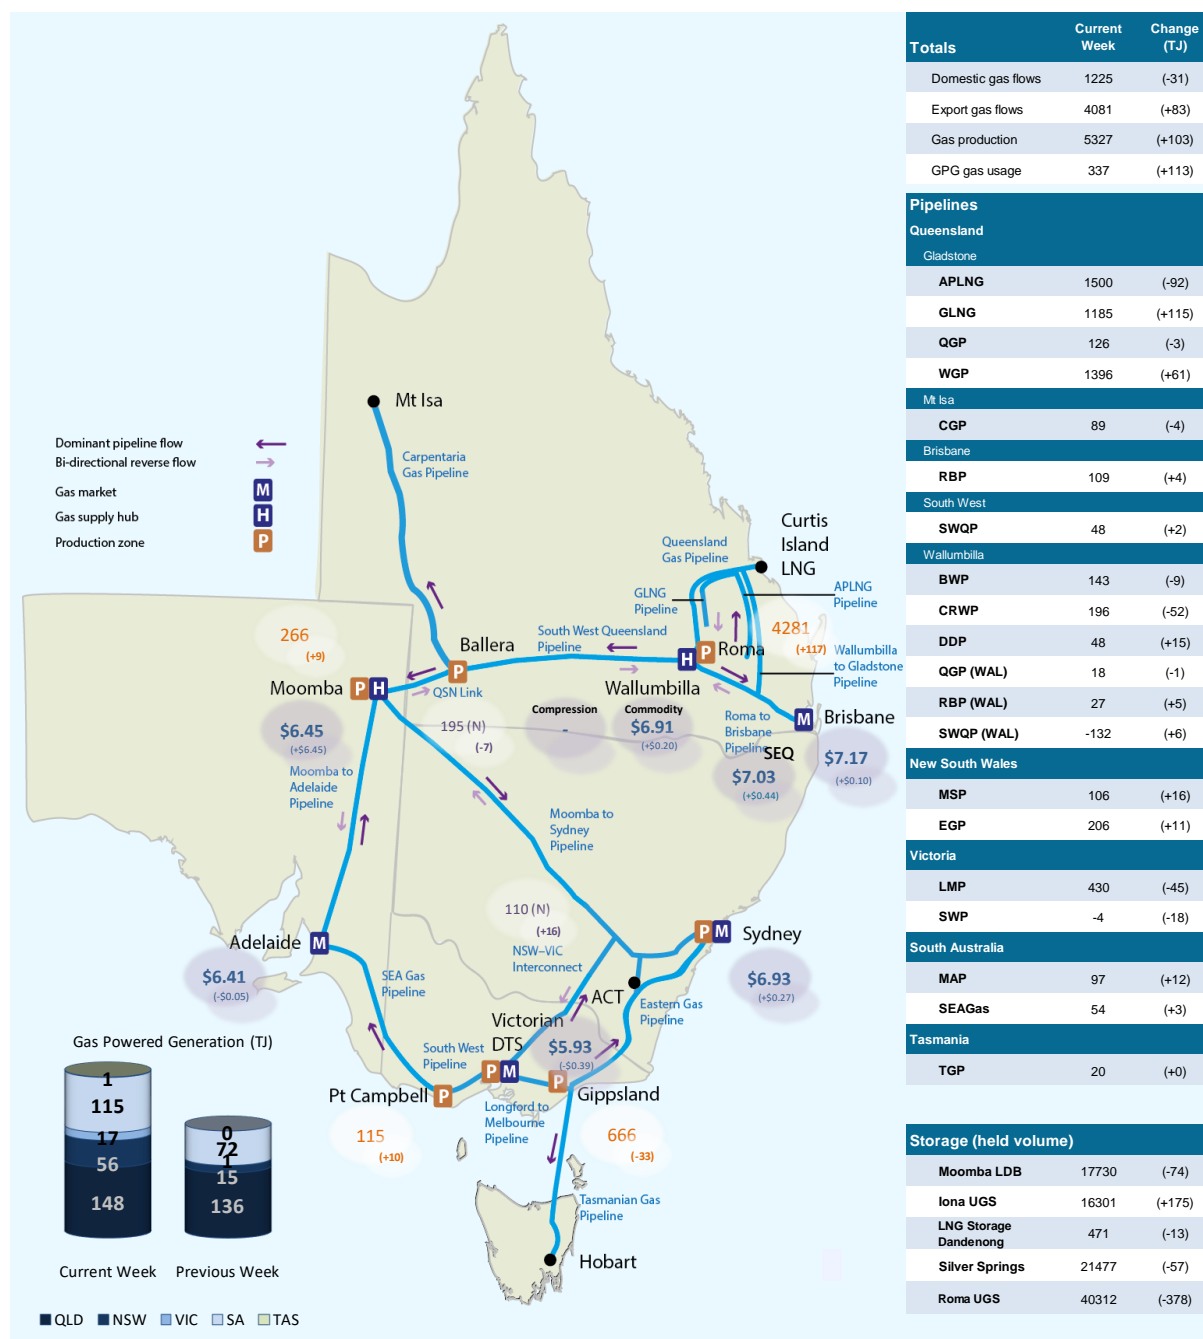 Mt Isa
Dominant pipeline flow
Bi-directional reverse flow
Gas market
M
Gas supply hub
H
Production zone
P
Carpentaria
Gas Pipeline
Curtis
Island
LNG
Queensland
Gas Pipeline
GLNG
Pipeline
APLNG
Pipeline
4281
(+117)
266
(+9)
Ballera
P
South West Queensland
Pipeline
H
P
Roma
Wallumbilla
to Gladstone
Pipeline
Moomba
P
H
QSN Link
Wallumbilla
$6.45
(+$6.45)
195 (N)
(-7)
Compression
-
Commodity
$6.91
(+$0.20)
Roma to
Brisbane
Pipeline
M
Brisbane
SEQ
$7.03
(+$0.44)
$7.17
(+$0.10)
Moomba to
Adelaide
Pipeline
Moomba to
Sydney
Pipeline
110 (N)
(+16)
NSW–VIC
Interconnect
P
M
Sydney
$6.93
(+$0.27)
Adelaide
M
$6.41
(-$0.05)
SEA Gas
Pipeline
ACT
Eastern Gas
Pipeline
Victorian
DTS
$5.93
(-$0.39)
South West
Pipeline
P
M
P
Gippsland
Pt Campbell
P
115
(+10)
Longford to
Melbourne
Pipeline
666
(-33)
Tasmanian Gas
Pipeline
Hobart
Gas Powered Generation (TJ)
1
115
17
56
148
0
72
1
15
136
Current Week
Previous Week
QLD NSW VIC SA TAS
Totals Current Week Change (TJ)
Domestic gas flows 1225 (-31)
Export gas flows 4081 (+83)
Gas production 5327 (+103)
GPG gas usage 337 (+113)
Pipelines
Queensland
Gladstone
APLNG 1500 (-92)
GLNG 1185 (+115)
QGP 126 (-3)
WGP 1396 (+61)
Mt Isa
CGP 89 (-4)
Brisbane
RBP 109 (+4)
South West
SWQP 48 (+2)
Wallumbilla
BWP 143 (-9)
CRWP 196 (-52)
DDP 48 (+15)
QGP (WAL) 18 (-1)
RBP (WAL) 27 (+5)
SWQP (WAL) -132 (+6)
New South Wales
MSP 106 (+16)
EGP 206 (+11)
Victoria
LMP 430 (-45)
SWP -4 (-18)
South Australia
MAP 97 (+12)
SEAGas 54 (+3)
Tasmania
TGP 20 (+0)
Storage (held volume)
Moomba LDB 17730 (-74)
Iona UGS 16301 (+175)
LNG Storage
Dandenong 471 (-13)
Silver Springs 21477 (-57)
Roma UGS 40312 (-378)